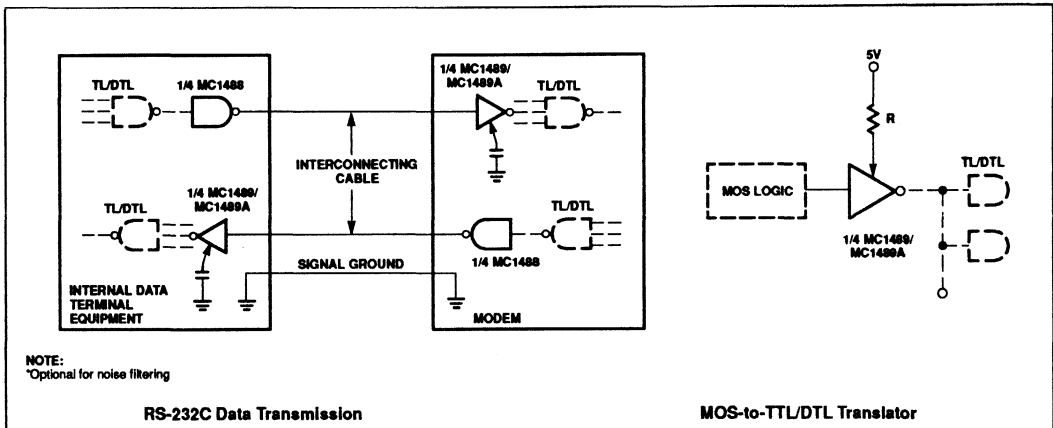 TL/DTL
1/4 MC1488
1/4 MC1489/
MC1489A
TL/DTL
INTERCONNECTING
CABLE
1/4 MC1489/
MC1489A
TL/DTL
TL/DTL
1/4 MC1488
SIGNAL GROUND
INTERNAL DATA
TERMINAL
EQUIPMENT
MODEM
NOTE:
*Optional for noise filtering
RS-232C Data Transmission
5V
R
MOS LOGIC
TL/DTL
1/4 MC1489/
MC1489A
MOS-to-TTL/DTL Translator